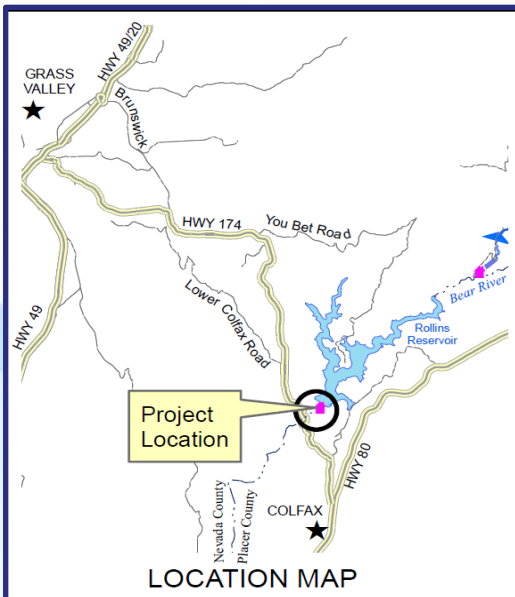 HWY 49/20
GRASS
VALLEY
Brunswick
HWY 174
You Bet Road
Lower Colfax Road
HWY 49
Bear River
Rollins
Reservoir
Project
Location
HWY 80
Nevada County
Placer County
COLFAX
LOCATION MAP